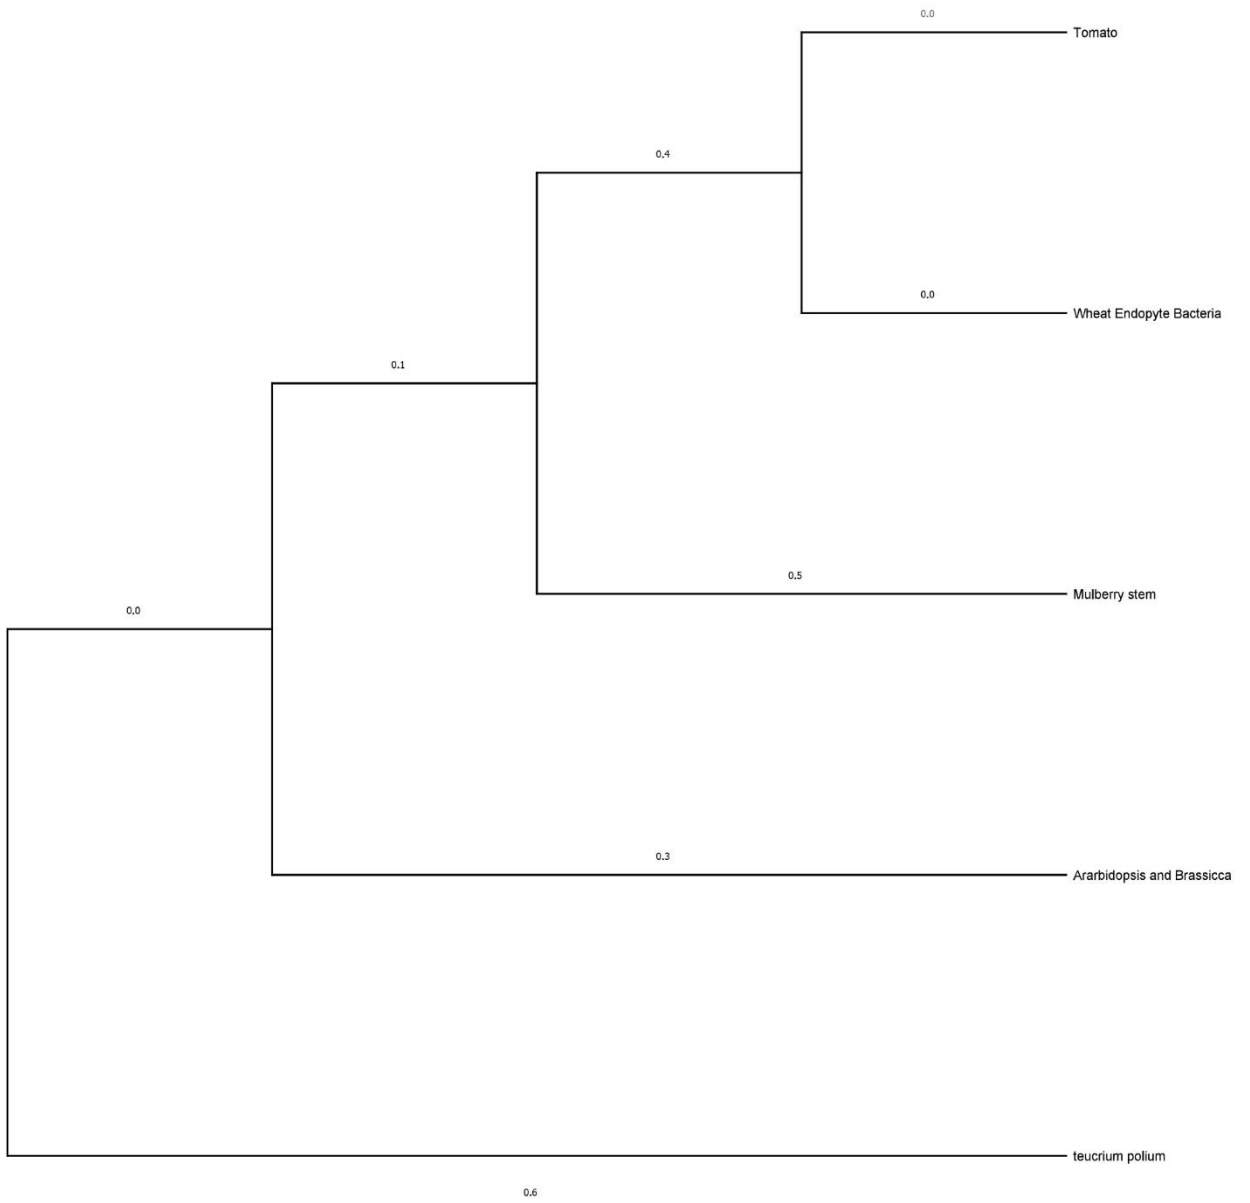 0.0
Tomato
0.4
0.0
Wheat Endopyte Bacteria
0.1
0.5
Mulberry stem
0.0
0.3
Ararbidopsis and Brassicca
teucrium polium
0.6